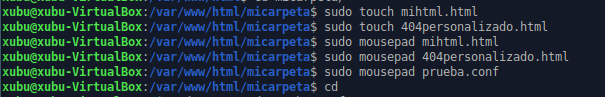 xubu@xubu-VirtualBox:/var/www/html/micarpeta$ sudo touch mihtml.html
xubu@xubu-VirtualBox:/var/www/html/micarpeta$ sudo touch 404personalizado.html
xubu@xubu-VirtualBox:/var/www/html/micarpeta$ sudo mousepad mihtml.html
xubu@xubu-VirtualBox:/var/www/html/micarpeta$ sudo mousepad 404personalizado.html
xubu@xubu-VirtualBox:/var/www/html/micarpeta$ sudo mousepad prueba.conf
xubu@xubu-VirtualBox:/var/www/html/micarpeta$ cd